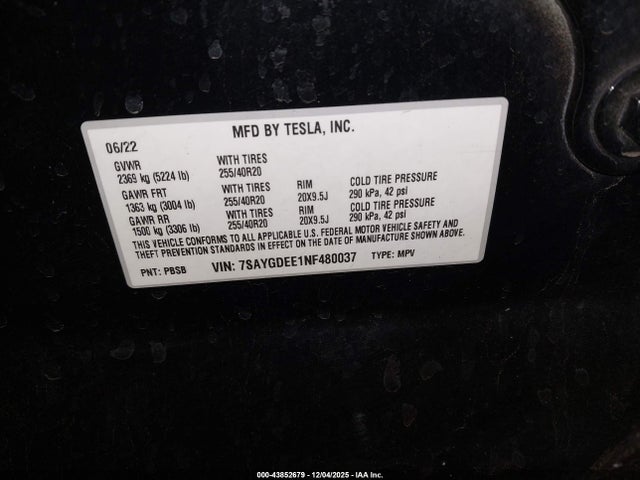 MFD BY TESLA, INC.
06/22
GVWR WITH TIRES
2369 kg (5224 lb) 255/40R20
GAWR FRT WITH TIRES RIM COLD TIRE PRESSURE
1363 kg (3004 lb) 255/40R20 20X9.5J 290 kPa, 42 psi
GAWR RR WITH TIRES RIM COLD TIRE PRESSURE
1500 kg (3306 lb) 255/40R20 20X9.5J 290 kPa, 42 psi
THIS VEHICLE CONFORMS TO ALL APPLICABLE U.S. FEDERAL MOTOR VEHICLE SAFETY AND
THEFT PREVENTION STANDARDS IN EFFECT ON THE DATE OF MANUFACTURE SHOWN ABOVE.
PNT: PBSB VIN: 7SAYGDEE1NF480037 TYPE: MPV
000-43852679 - 12/04/2025 - IAA Inc.